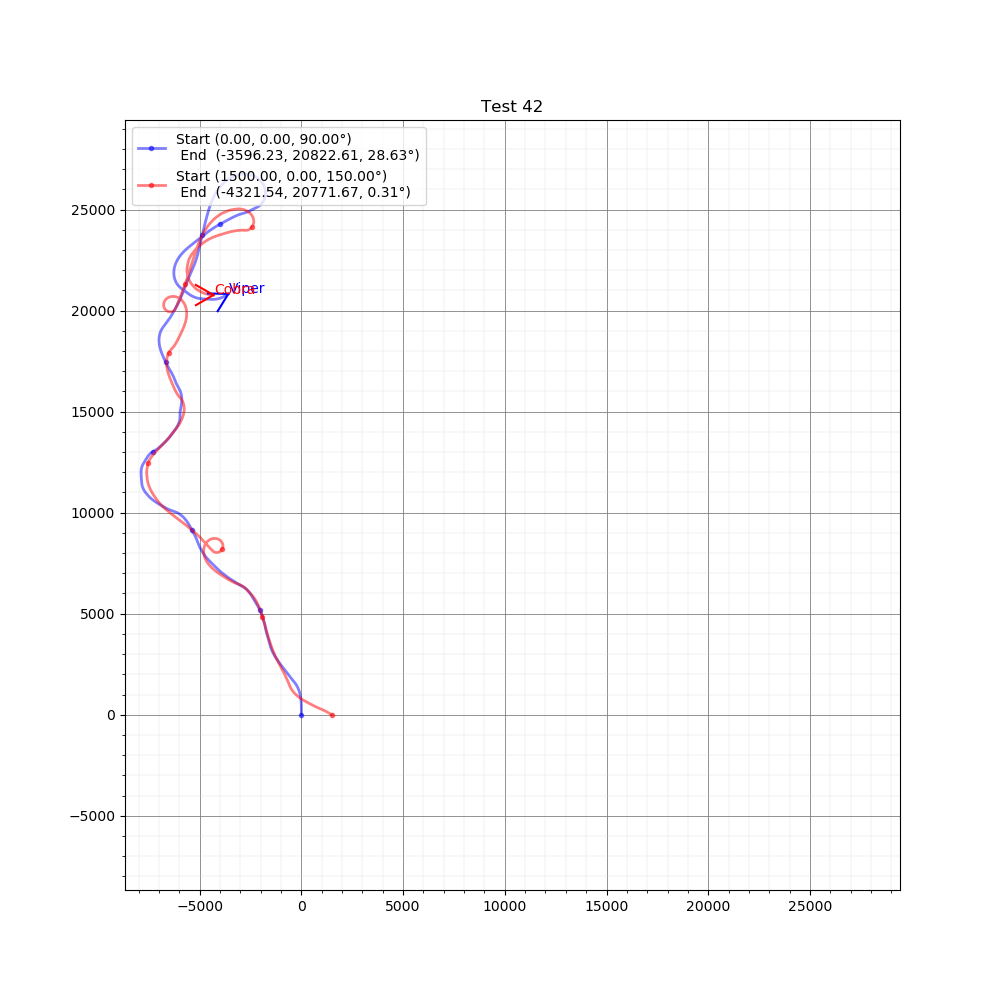 Test 42
Start (0.00, 0.00, 90.00°)
End (-3596.23, 20822.61, 28.63°)
Start (1500.00, 0.00, 150.00°)
End (-4321.54, 20771.67, 0.31°)
25000
20000
15000
10000
5000
0
−5000
Cobra
Viper
−5000
0
5000
10000
15000
20000
25000